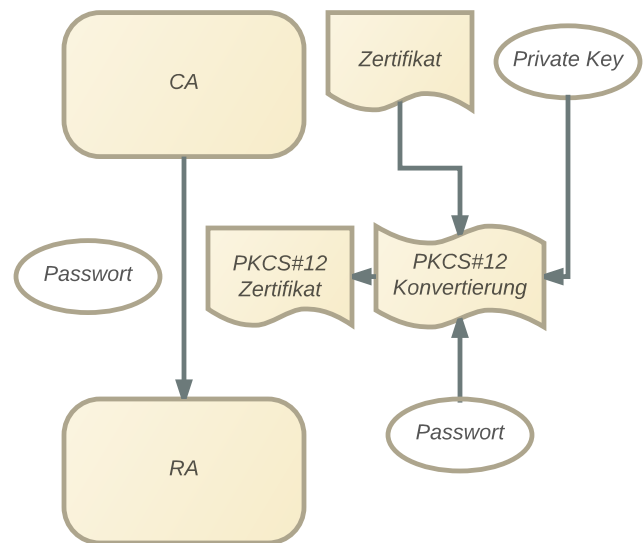 CA
Zertifikat
Private Key
Passwort
PKCS#12
Zertifikat
PKCS#12
Konvertierung
RA
Passwort